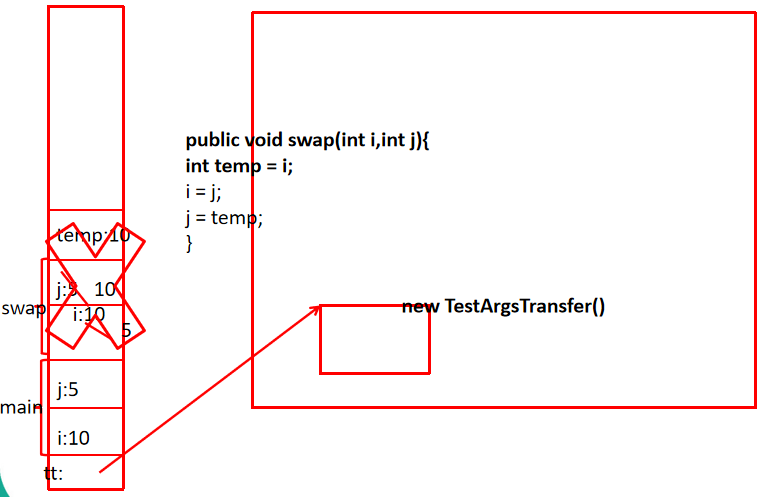 public void swap(int i,int j){
int temp = i;
i = j;
j = temp;
}
temp:10
j:5 10
swap
i:10
5
new TestArgsTransfer()
j:5
main
i:10
tt: